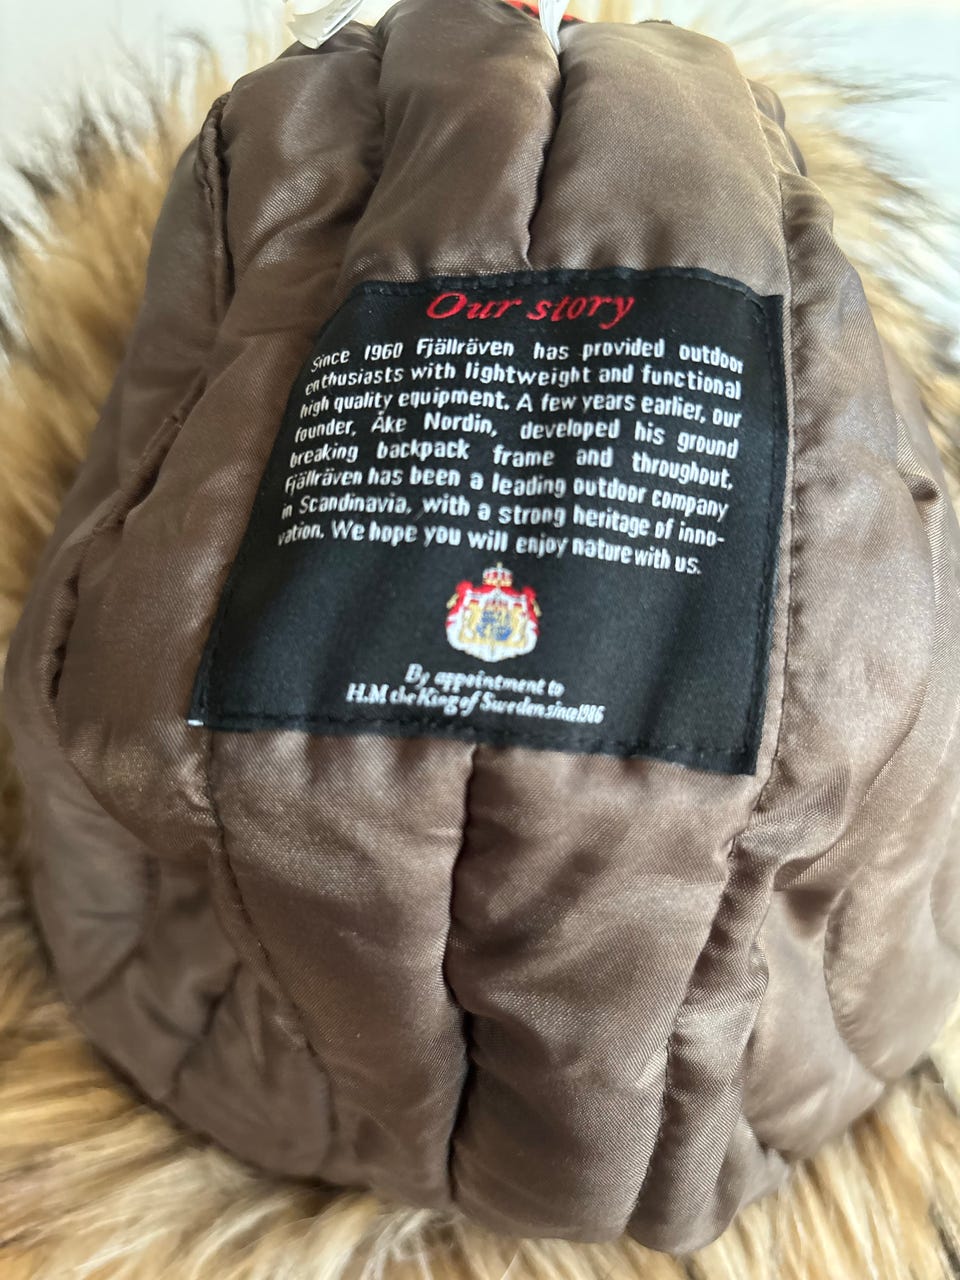 Our story
Since 1960 Fjällräven has provided outdoor
enthusiasts with lightweight and functional
high quality equipment. A few years earlier, our
founder, Åke Nordin, developed his ground
breaking backpack frame and throughout,
Fjällräven has been a leading outdoor company
in Scandinavia, with a strong heritage of inno-
vation. We hope you will enjoy nature with us.
By appointment to
H.M the King of Sweden since 1986